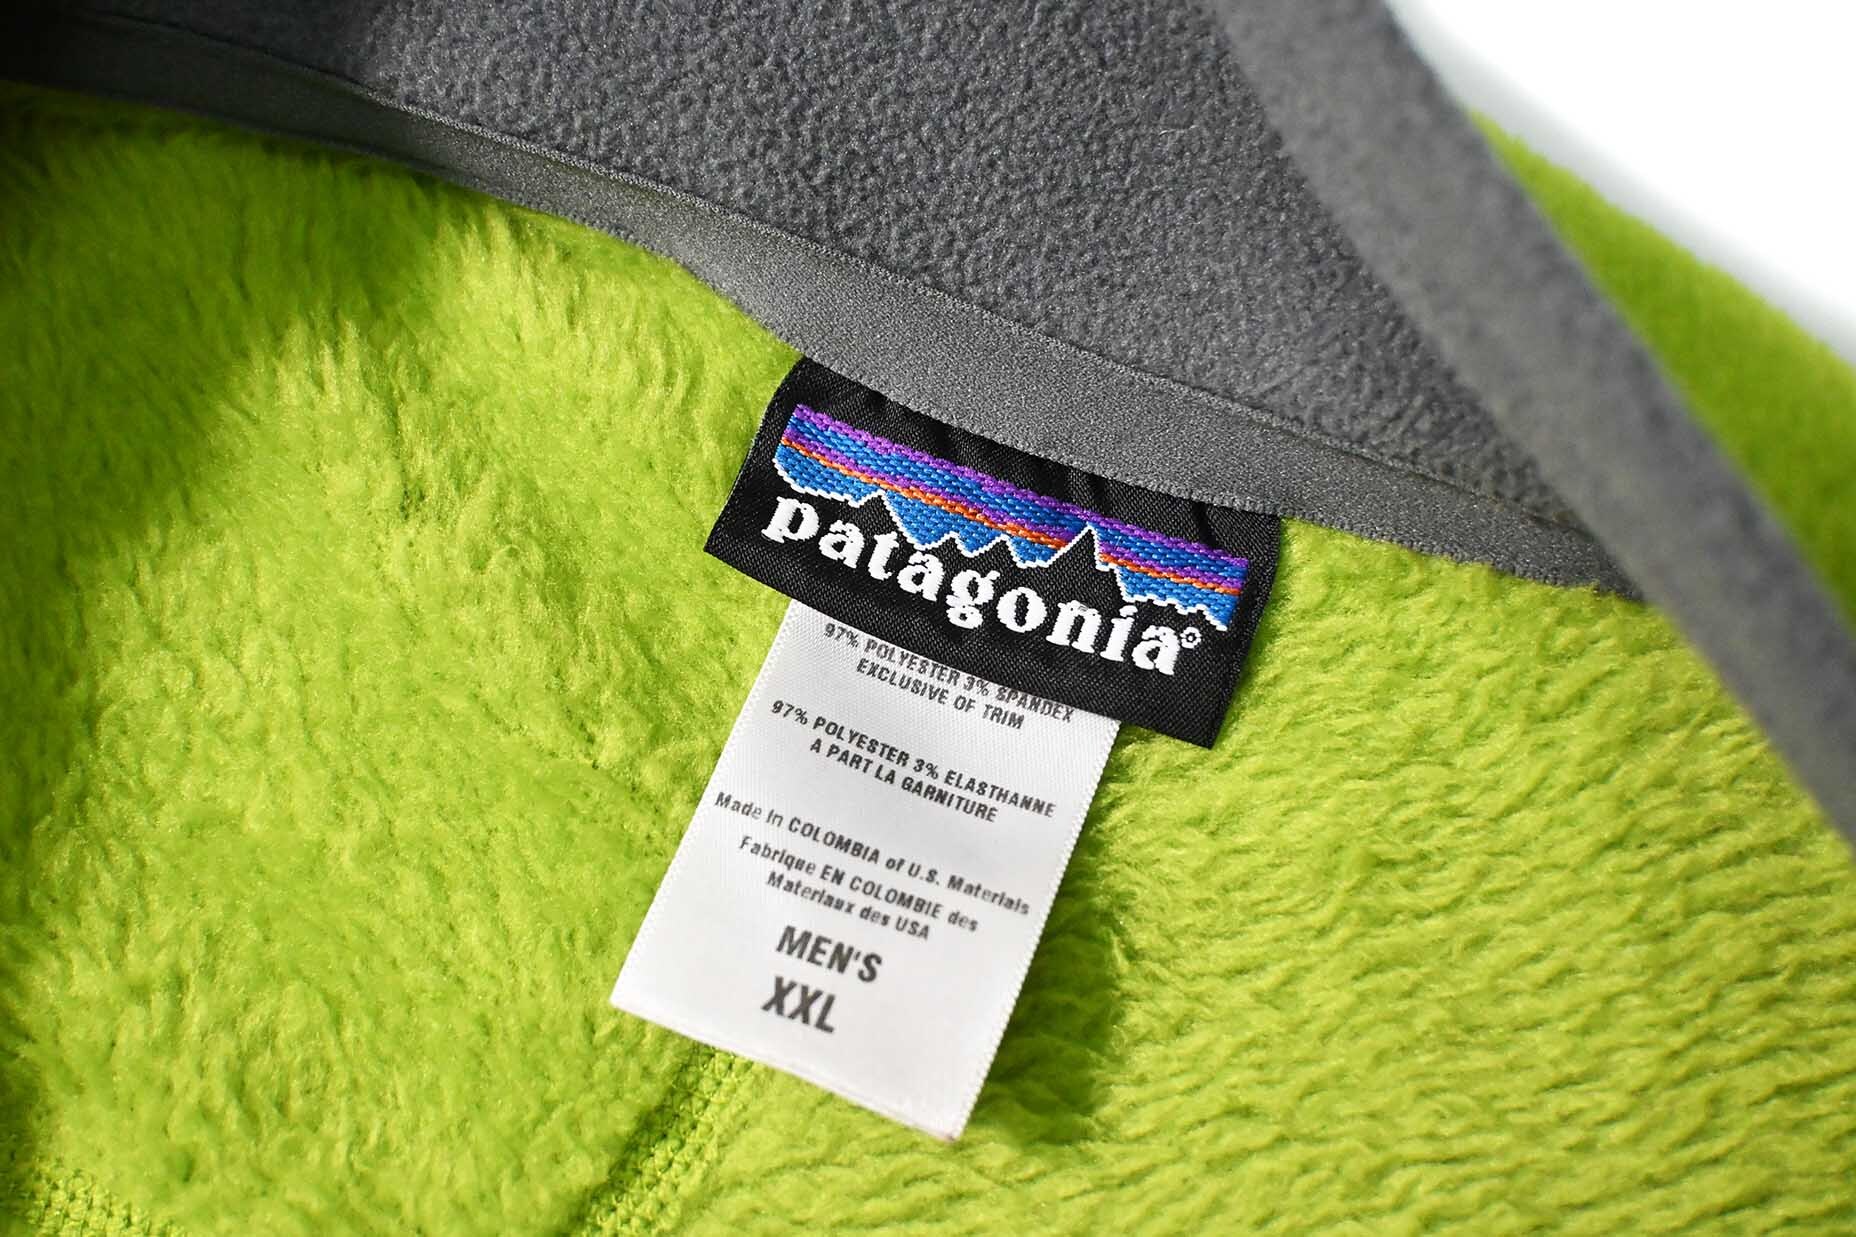 patagonia®
97% POLYESTER 3% SPANDEX
EXCLUSIVE OF TRIM
97% POLYESTER 3% ELASTHANNE
A PART LA GARNITURE
Made in COLOMBIA of U.S. Materials
Fabrique EN COLOMBIE des
Materiaux des USA
MEN'S
XXL